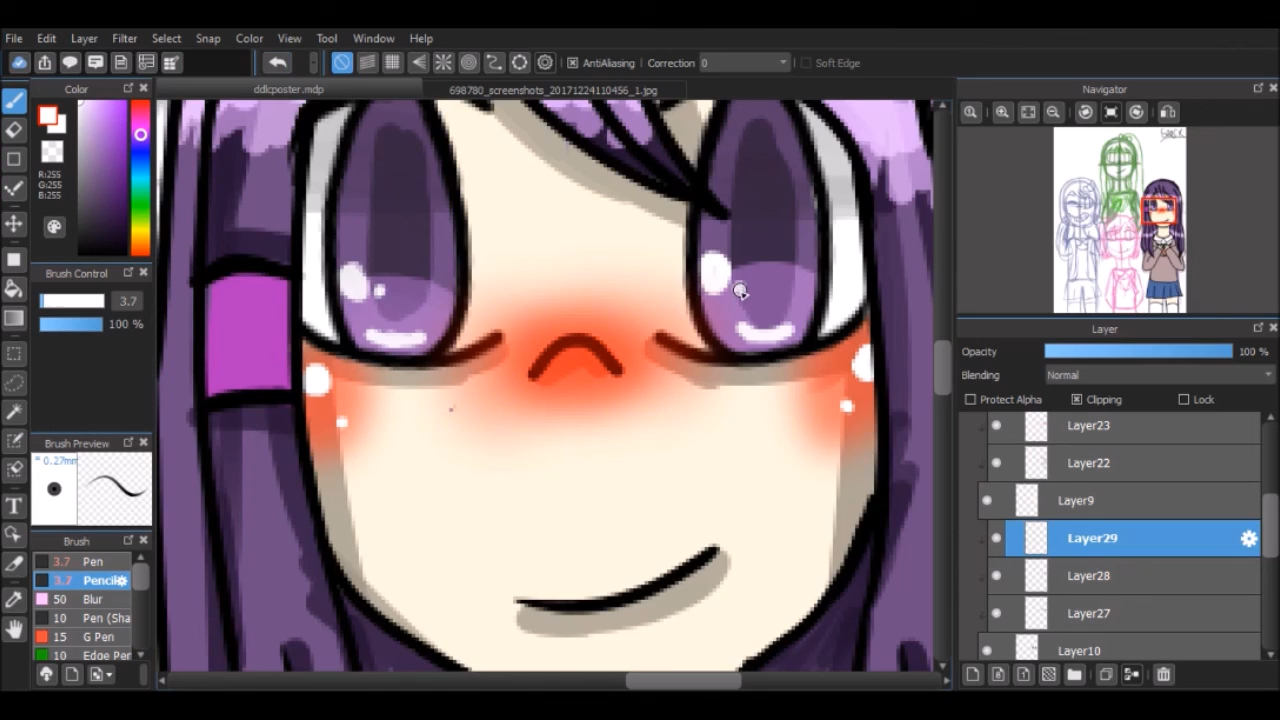 File Edit Layer Filter Select Snap Color View Tool Window Help
AntiAliasing Correction 0 Soft Edge
Color
R:255
G:255
B:255
Brush Control
3.7
100 %
Brush Preview
0.27mm
Brush
3.7 Pen
3.7 Pencil
50 Blur
10 Pen (Sha
15 G Pen
10 Edge Pen
ddlcposter.mdp 698780_screenshots_20171224110456_1.jpg
Navigator
Layer
Opacity 100 %
Blending Normal
Protect Alpha Clipping Lock
Layer23
Layer22
Layer9
Layer29
Layer28
Layer27
Layer10